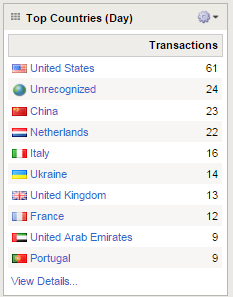 Top Countries (Day)
Transactions
United States 61
Unrecognized 24
China 23
Netherlands 22
Italy 16
Ukraine 14
United Kingdom 13
France 12
United Arab Emirates 9
Portugal 9
View Details...